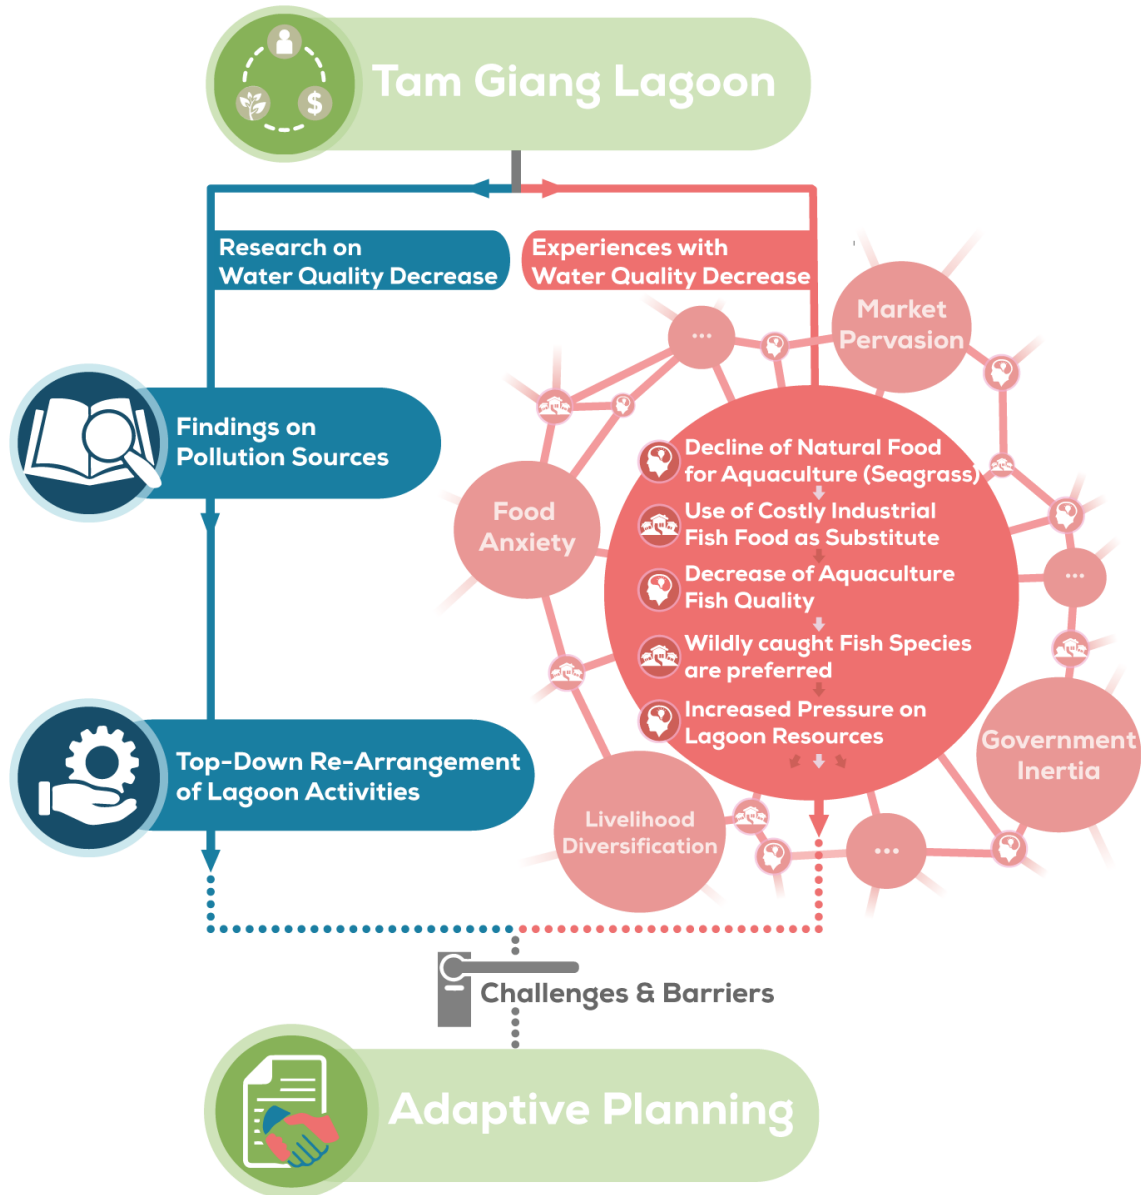 Tam Giang Lagoon
Research on
Water Quality Decrease
Experiences with
Water Quality Decrease
Market
Pervasion
...
Findings on
Pollution Sources
Decline of Natural Food
for Aquaculture (Seagrass)
Food
Anxiety
Use of Costly Industrial
Fish Food as Substitute
Decrease of Aquaculture
Fish Quality
...
Wildly caught Fish Species
are preferred
Increased Pressure on
Lagoon Resources
Government
Inertia
Top-Down Re-Arrangement
of Lagoon Activities
Livelihood
Diversification
...
Challenges & Barriers
Adaptive Planning
$